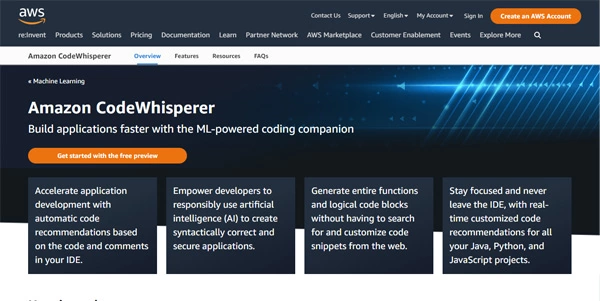 aws
Contact Us Support English My Account Sign In Create an AWS Account
re:Invent Products Solutions Pricing Documentation Learn Partner Network AWS Marketplace Customer Enablement Events Explore More
Amazon CodeWhisperer Overview Features Resources FAQs
« Machine Learning
Amazon CodeWhisperer
Build applications faster with the ML-powered coding companion
Get started with the free preview
Accelerate application
development with
automatic code
recommendations based
on the code and comments
in your IDE.
Empower developers to
responsibly use artificial
intelligence (AI) to create
syntactically correct and
secure applications.
Generate entire functions
and logical code blocks
without having to search
for and customize code
snippets from the web.
Stay focused and never
leave the IDE, with real-
time customized code
recommendations for all
your Java, Python, and
JavaScript projects.